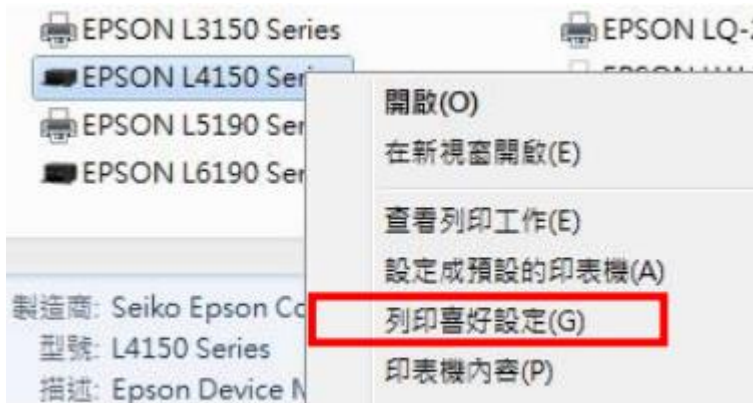 EPSON L3150 Series
EPSON LQ-
EPSON L4150 Ser
EPSON
EPSON L5190 Ser
EPSON L6190 Ser
開啟(O)
在新視窗開啟(E)
查看列印工作(E)
設定成預設的印表機(A)
列印喜好設定(G)
印表機內容(P)
製造商: Seiko Epson Co
型號: L4150 Series
描述: Epson Device